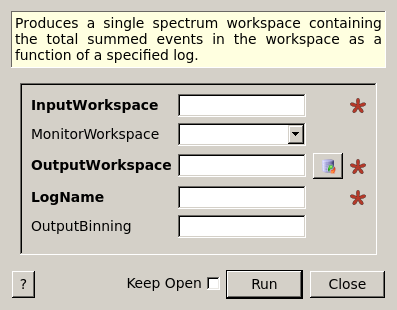 Produces a single spectrum workspace containing
the total summed events in the workspace as a
function of a specified log.
InputWorkspace
MonitorWorkspace
OutputWorkspace
LogName
OutputBinning
? Keep Open Run Close